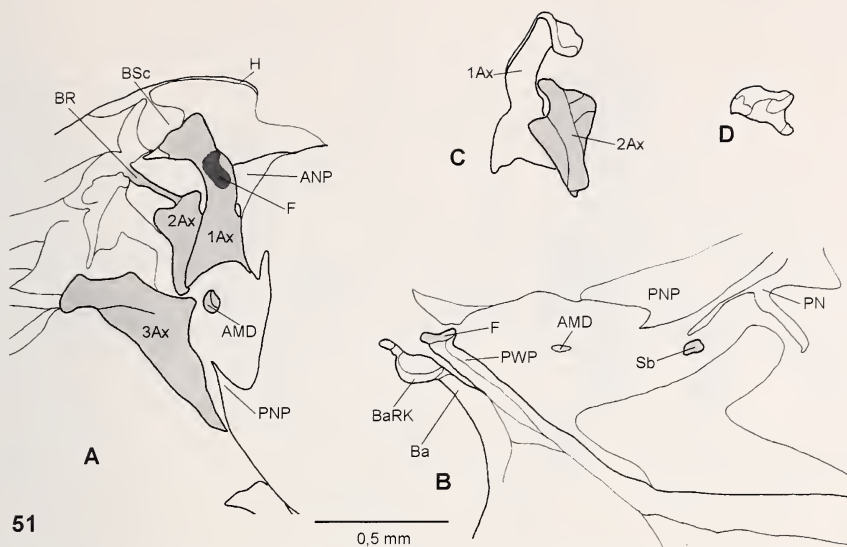 H
BSc
BR
ANP
F
2Ax
1Ax
AMD
3Ax
PNP
A
51
1Ax
2Ax
C
D
PNP
PN
F
AMD
PWP
Sb
BaRK
Ba
B
0,5 mm